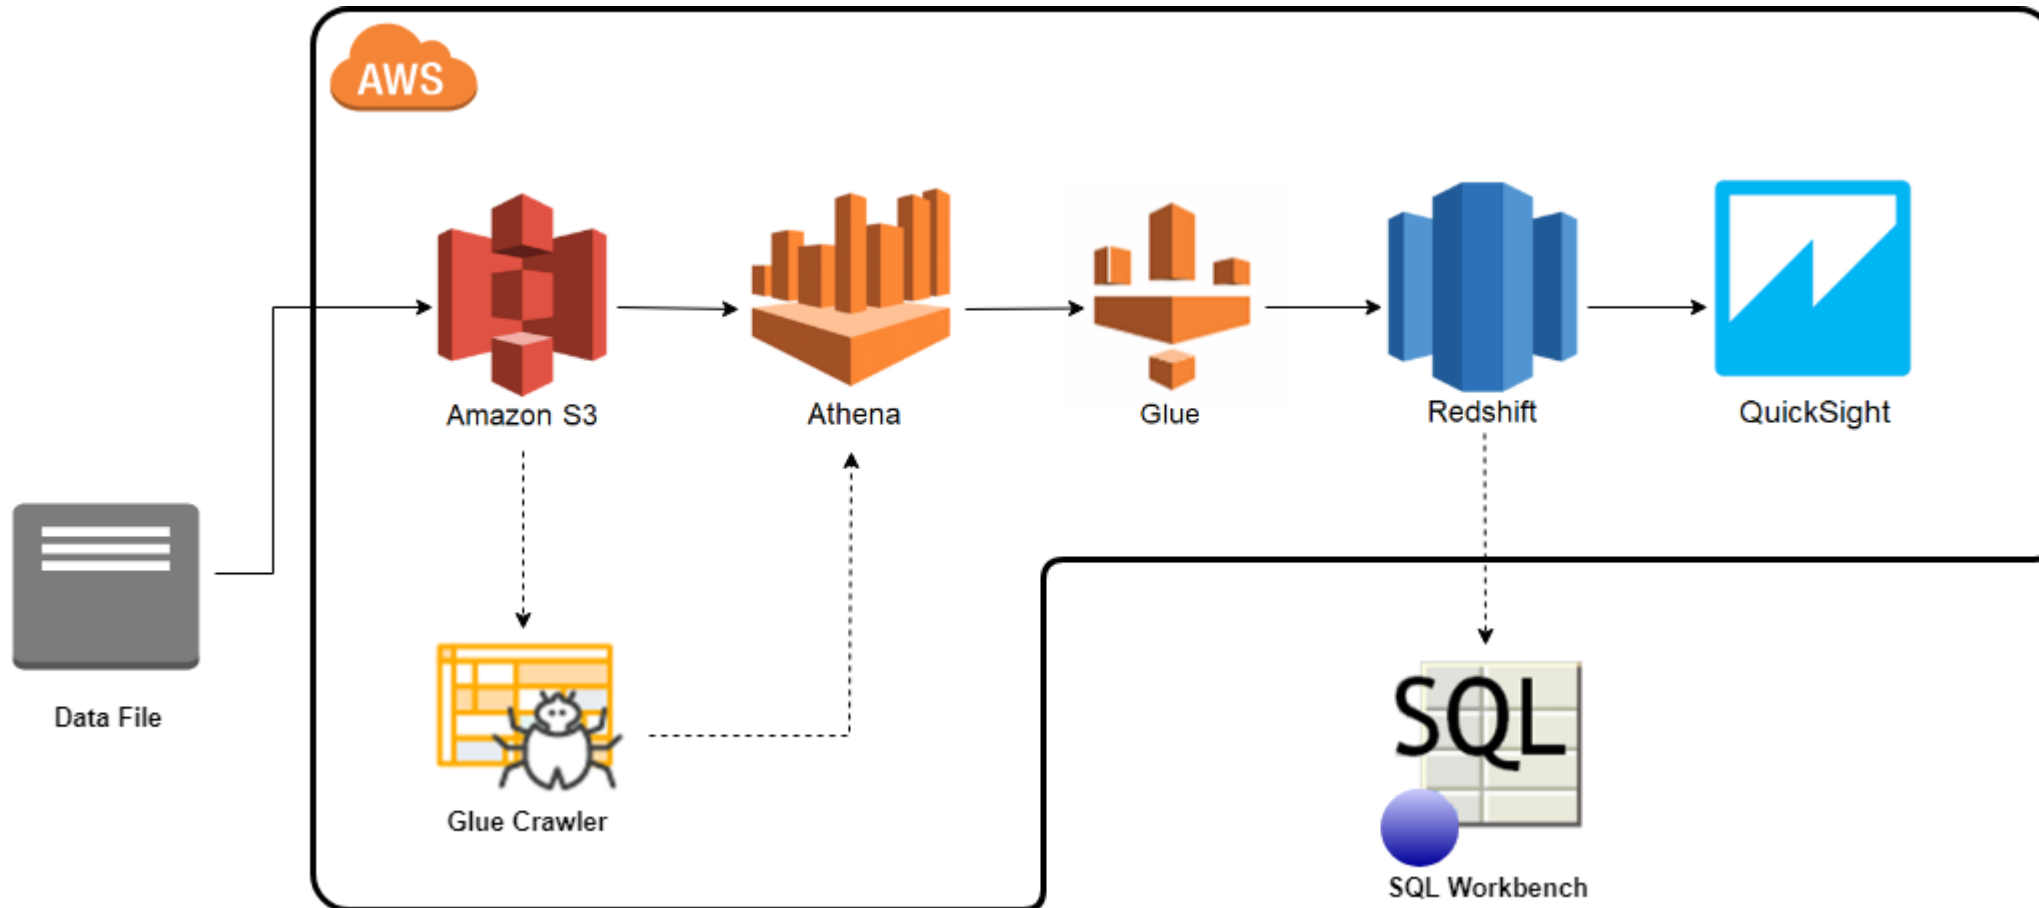 AWS
Amazon S3
Athena
Glue
Redshift
QuickSight
Data File
Glue Crawler
SQL
SQL Workbench